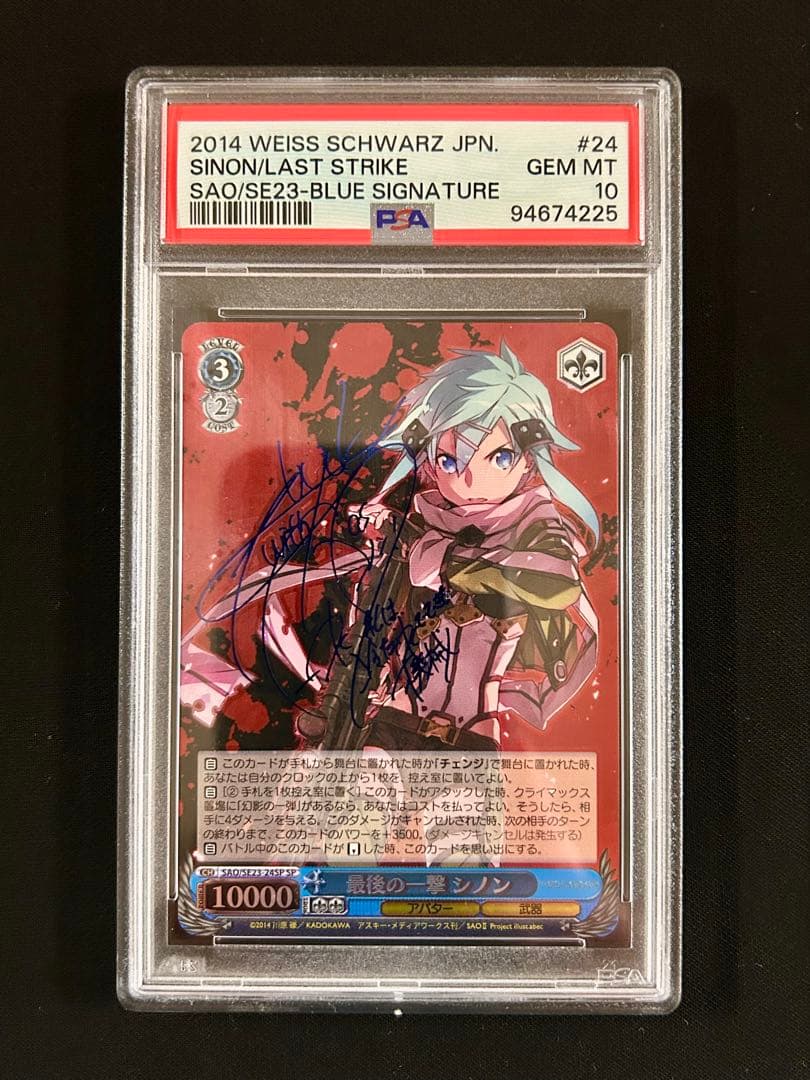 2014 WEISS SCHWARZ JPN. #24
SINON/LAST STRIKE GEM MT
SAO/SE23-BLUE SIGNATURE 10
PSA 94674225
LEVEL
3
2
COST
このカードが手札から舞台に置かれた時か「チェンジ」で舞台に置かれた時、
あなたは自分のクロックの上から1枚を、控え室に置いてよい。
[② 手札を1枚控え室に置く] このカードがアタックした時、クライマックス
置場に「幻影の一弾」があるなら、あなたはコストを払ってよい。そうしたら、相
手に4ダメージを与える。(このダメージがキャンセルされた時、次の相手のターン
の終わりまで、このカードのパワーを+3500。ダメージキャンセルは発生する)
バトル中のこのカードが した時、このカードを思い出にする。
CH SAO/SE23-24SP SP
POWER 10000 最後の一撃 シノン
アバター 武器
©2014 川原 礫/KADOKAWA アスキー・メディアワークス刊/SAOⅡ Project illust.abec
PSA